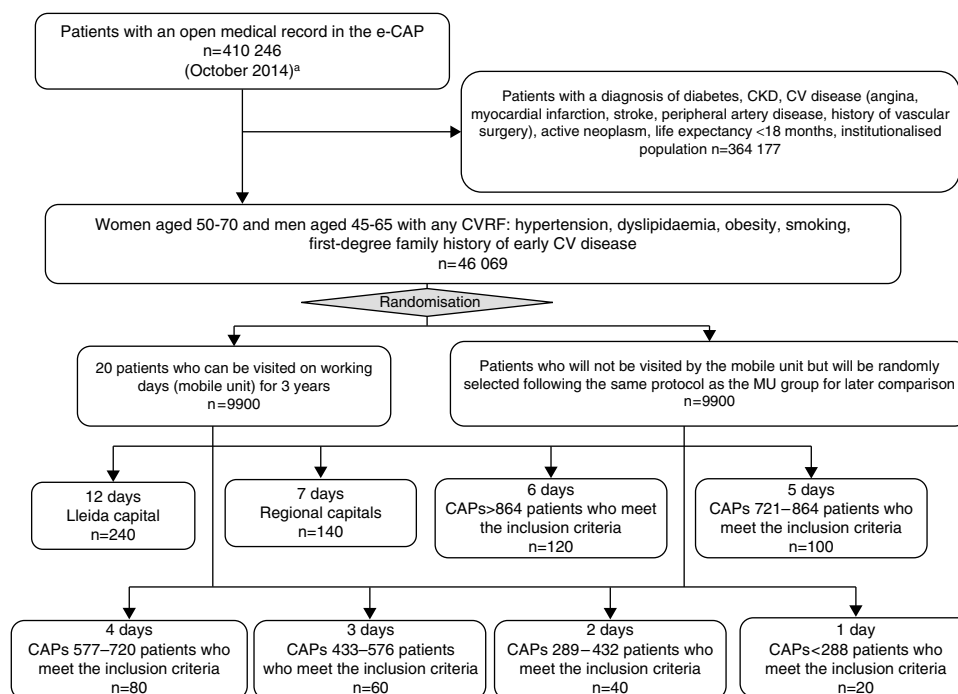 Patients with an open medical record in the e-CAP
n=410 246
(October 2014)a
Patients with a diagnosis of diabetes, CKD, CV disease (angina,
myocardial infarction, stroke, peripheral artery disease, history of vascular
surgery), active neoplasm, life expectancy <18 months, institutionalised
population n=364 177
Women aged 50-70 and men aged 45-65 with any CVRF: hypertension, dyslipidaemia, obesity, smoking,
first-degree family history of early CV disease
n=46 069
Randomisation
20 patients who can be visited on working
days (mobile unit) for 3 years
n=9900
Patients who will not be visited by the mobile unit but will be randomly
selected following the same protocol as the MU group for later comparison
n=9900
12 days
Lleida capital
n=240
7 days
Regional capitals
n=140
6 days
CAPs>864 patients who meet
the inclusion criteria
n=120
5 days
CAPs 721–864 patients who
meet the inclusion criteria
n=100
4 days
CAPs 577–720 patients who
meet the inclusion criteria
n=80
3 days
CAPs 433–576 patients
who meet the inclusion criteria
n=60
2 days
CAPs 289–432 patients who
meet the inclusion criteria
n=40
1 day
CAPs<288 patients who
meet the inclusion criteria
n=20